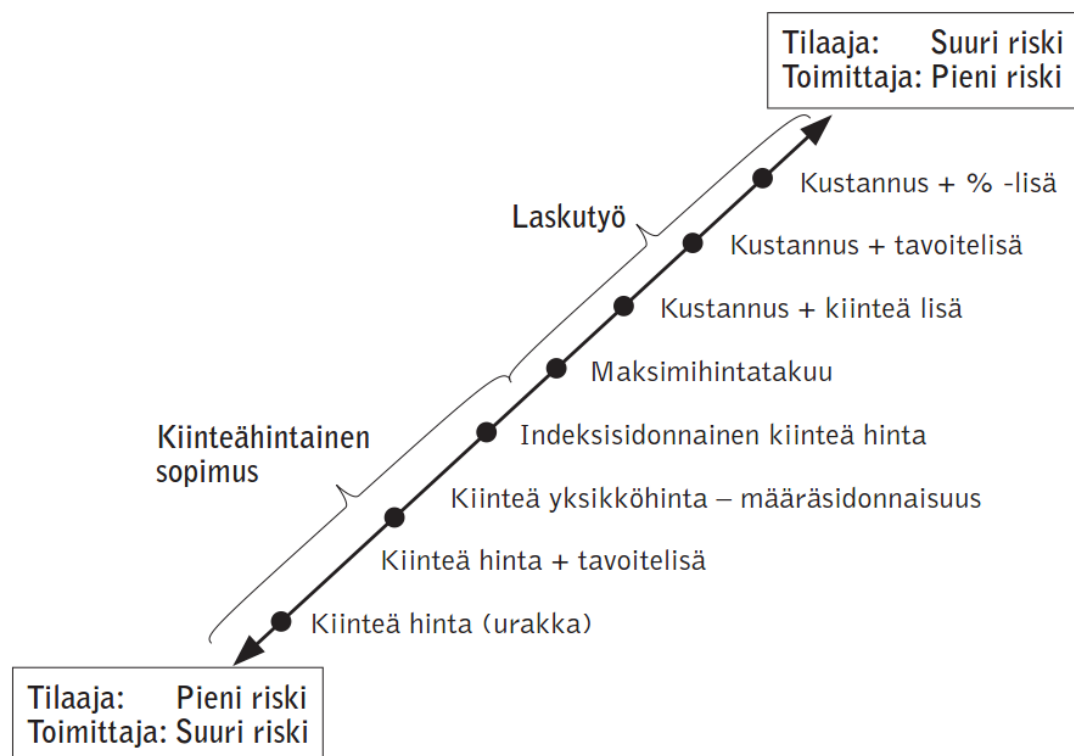 Tilaaja: Suuri riski
Toimittaja: Pieni riski
Kustannus + % -lisä
Laskutyö
Kustannus + tavoitelisä
Kustannus + kiinteä lisä
Maksimihintatakuu
Kiinteähintainen
sopimus
Indeksisidonnainen kiinteä hinta
Kiinteä yksikköhinta – määräsidonnaisuus
Kiinteä hinta + tavoitelisä
Kiinteä hinta (urakka)
Tilaaja: Pieni riski
Toimittaja: Suuri riski